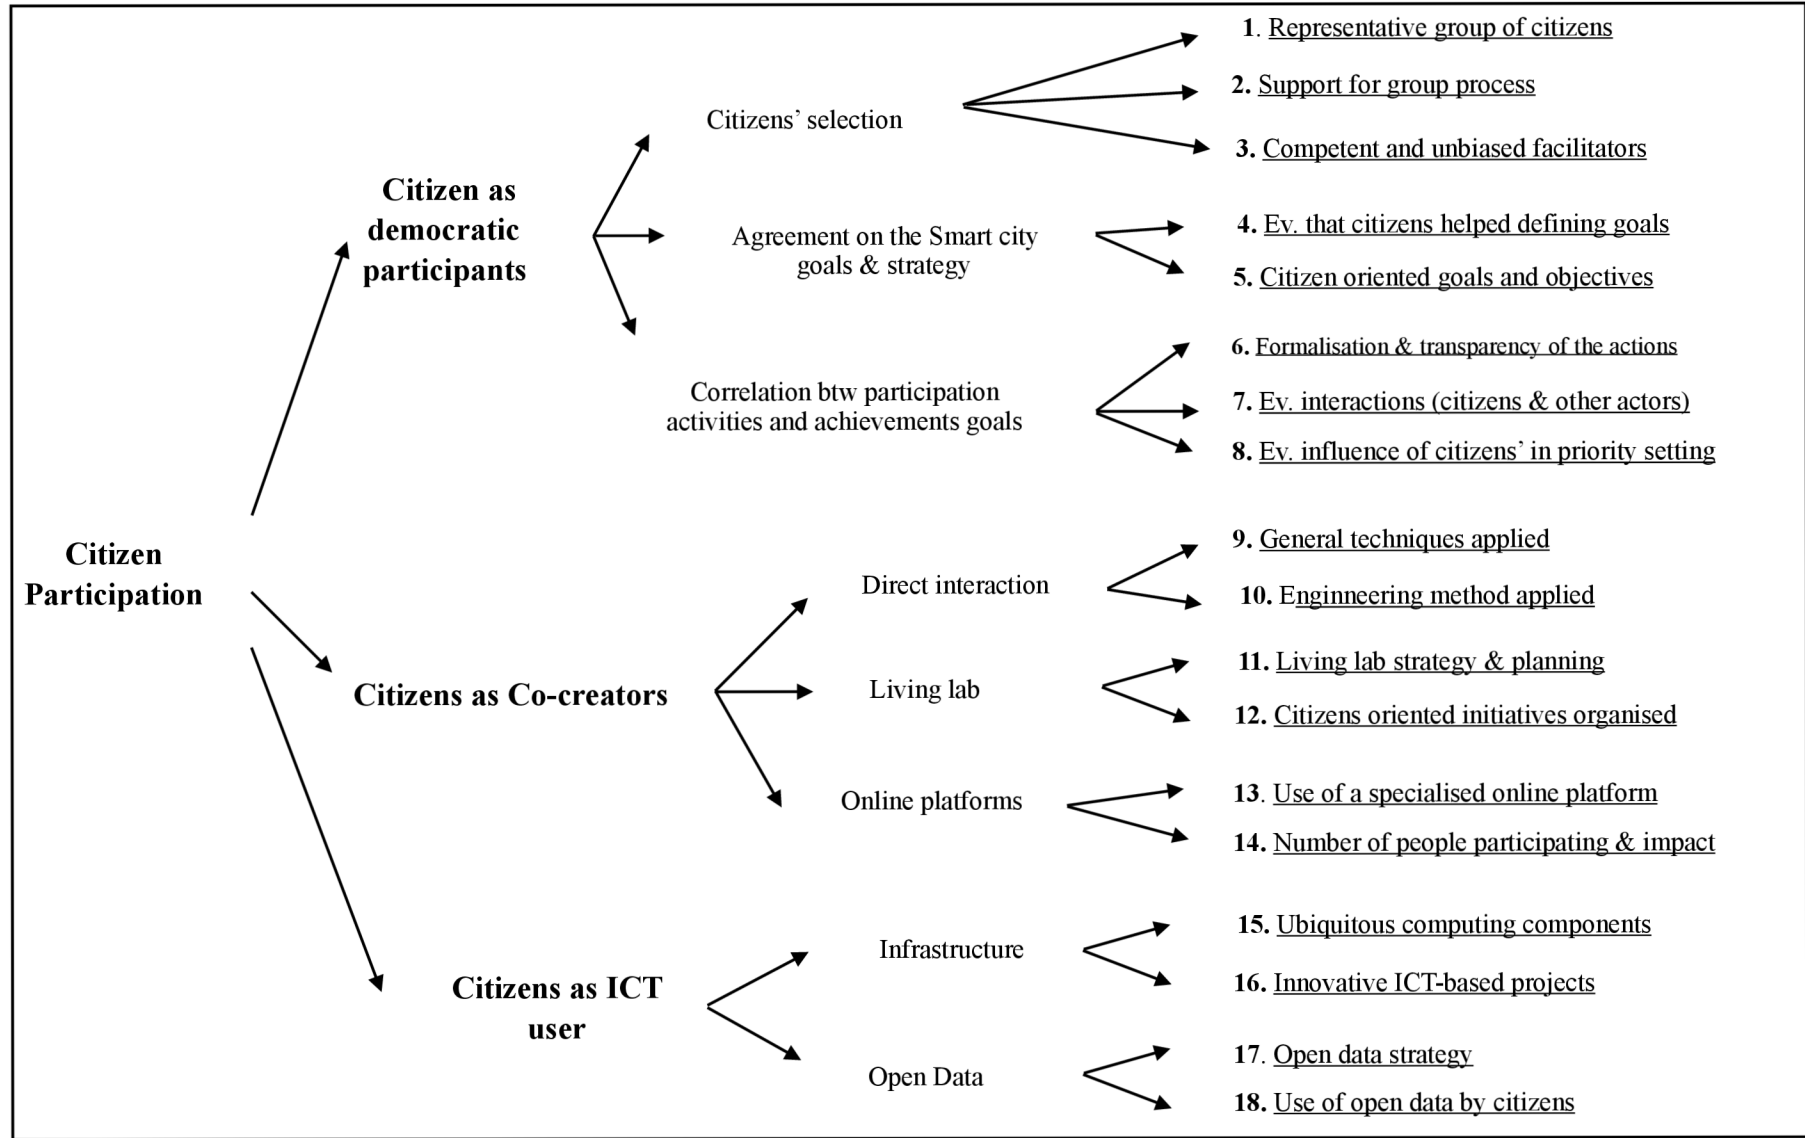 Citizen
Participation
Citizen as
democratic
participants
Citizens' selection
1. Representative group of citizens
2. Support for group process
3. Competent and unbiased facilitators
Agreement on the Smart city
goals & strategy
4. Ev. that citizens helped defining goals
5. Citizen oriented goals and objectives
Correlation btw participation
activities and achievements goals
6. Formalisation & transparency of the actions
7. Ev. interactions (citizens & other actors)
8. Ev. influence of citizens' in priority setting
Citizens as Co-creators
Direct interaction
9. General techniques applied
10. Enginneering method applied
Living lab
11. Living lab strategy & planning
12. Citizens oriented initiatives organised
Online platforms
13. Use of a specialised online platform
14. Number of people participating & impact
Citizens as ICT
user
Infrastructure
15. Ubiquitous computing components
16. Innovative ICT-based projects
Open Data
17. Open data strategy
18. Use of open data by citizens